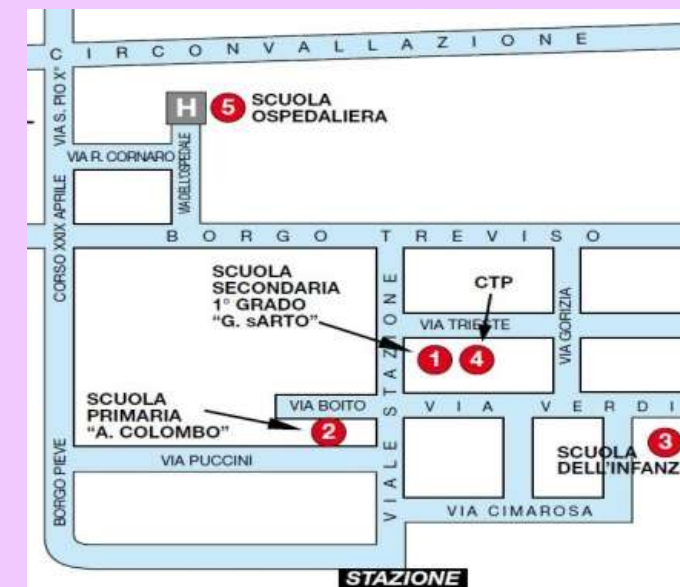 CIRCONVALLAZIONE
VIA S. PIO X°
H
5
SCUOLA
OSPEDALIERA
VIA R. CORNARO
VIA DELL'OSPEDALE
CORSO XXIX APRILE
BORGO TREVISO
SCUOLA
SECONDARIA
1° GRADO
“G. sARTO”
CTP
VIALE STAZIONE
VIA TRIESTE
VIA GORIZIA
1
4
SCUOLA
PRIMARIA
“A. COLOMBO”
VIA BOITO
VIA VERDI
2
3
SCUOLA
DELL'INFANZ
VIA PUCCINI
BORGO PIEVE
VIA CIMAROSA
STAZIONE